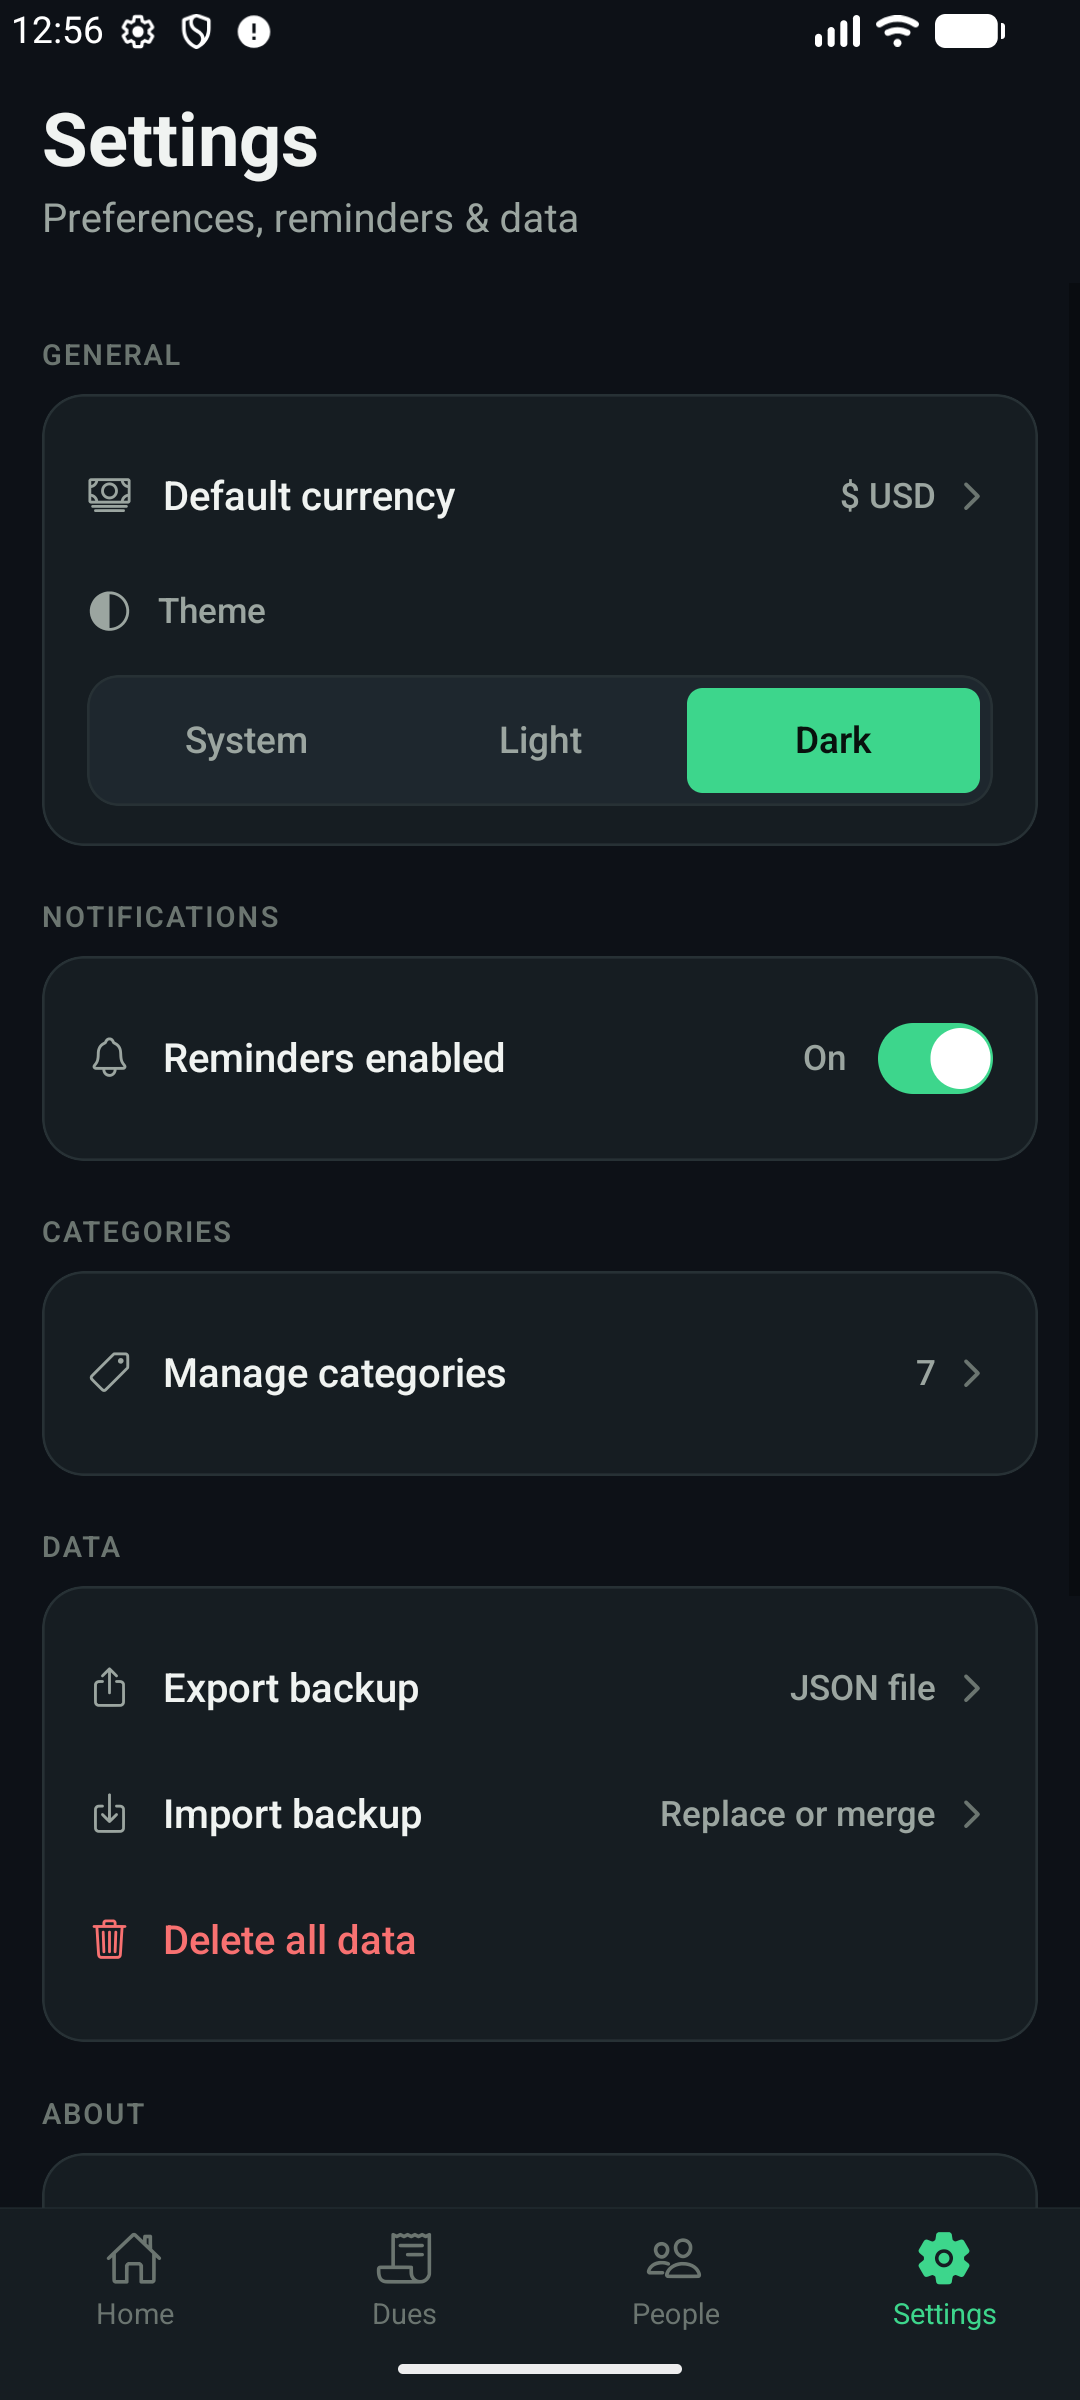 12:56
Settings
Preferences, reminders & data
GENERAL
Default currency $ USD
Theme
System Light Dark
NOTIFICATIONS
Reminders enabled On
CATEGORIES
Manage categories 7
DATA
Export backup JSON file
Import backup Replace or merge
Delete all data
ABOUT
Home Dues People Settings